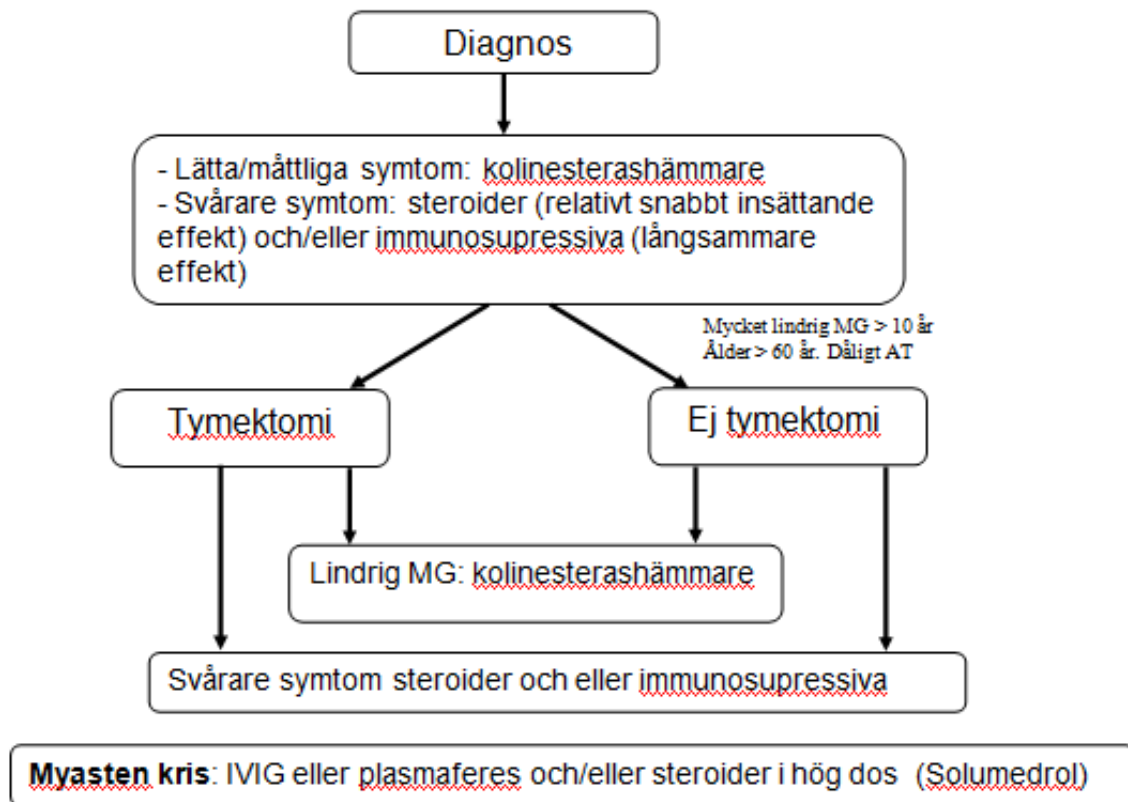 Diagnos
- Lätta/måttliga symtom: kolinesterashämmare
- Svårare symtom: steroider (relativt snabbt insättande
effekt) och/eller immunosupressiva (långsammare
effekt)
Mycket lindrig MG > 10 år
Ålder > 60 år. Dåligt AT
Tymektomi
Ej tymektomi
Lindrig MG: kolinesterashämmare
Svårare symtom steroider och eller immunosupressiva
Myasten kris: IVIG eller plasmaferes och/eller steroider i hög dos (Solumedrol)